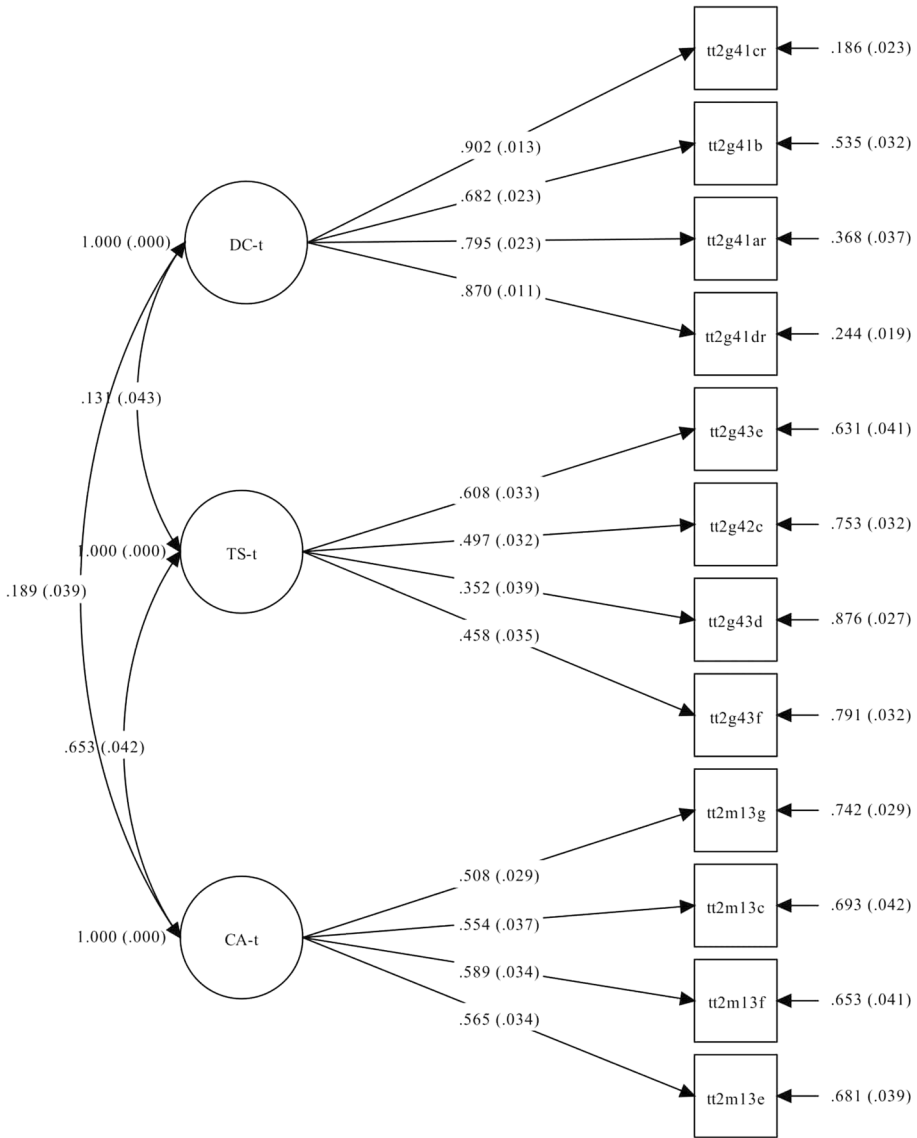 tt2g41cr
.186 (.023)
.902 (.013)
tt2g41b
.535 (.032)
.682 (.023)
1.000 (.000)
DC-t
.795 (.023)
tt2g41ar
.368 (.037)
.870 (.011)
tt2g41dr
.244 (.019)
.131 (.043)
tt2g43e
.631 (.041)
.608 (.033)
1.000 (.000)
TS-t
.497 (.032)
tt2g42c
.753 (.032)
.189 (.039)
.352 (.039)
tt2g43d
.876 (.027)
.458 (.035)
tt2g43f
.791 (.032)
.653 (.042)
tt2m13g
.742 (.029)
.508 (.029)
1.000 (.000)
CA-t
.554 (.037)
tt2m13c
.693 (.042)
.589 (.034)
tt2m13f
.653 (.041)
.565 (.034)
tt2m13e
.681 (.039)